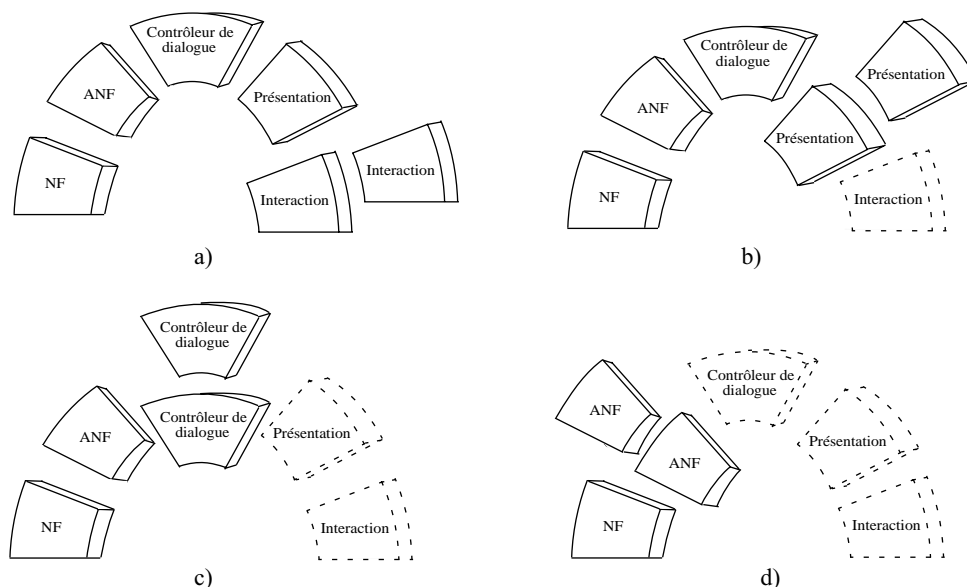 Contrôleur de
dialogue
ANF
Présentation
NF
Interaction
Interaction
a)
Contrôleur de
dialogue
Présentation
ANF
Présentation
NF
Interaction
b)
Contrôleur de
dialogue
Contrôleur de
dialogue
Présentation
ANF
NF
Interaction
c)
Contrôleur de
dialogue
ANF
Présentation
ANF
NF
Interaction
d)